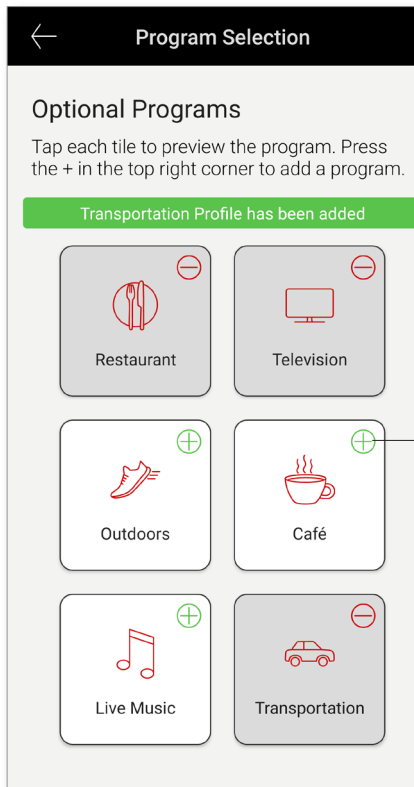 Program Selection
Optional Programs
Tap each tile to preview the program. Press
the + in the top right corner to add a program.
Transportation Profile has been added
Restaurant
Television
Outdoors
Café
Live Music
Transportation